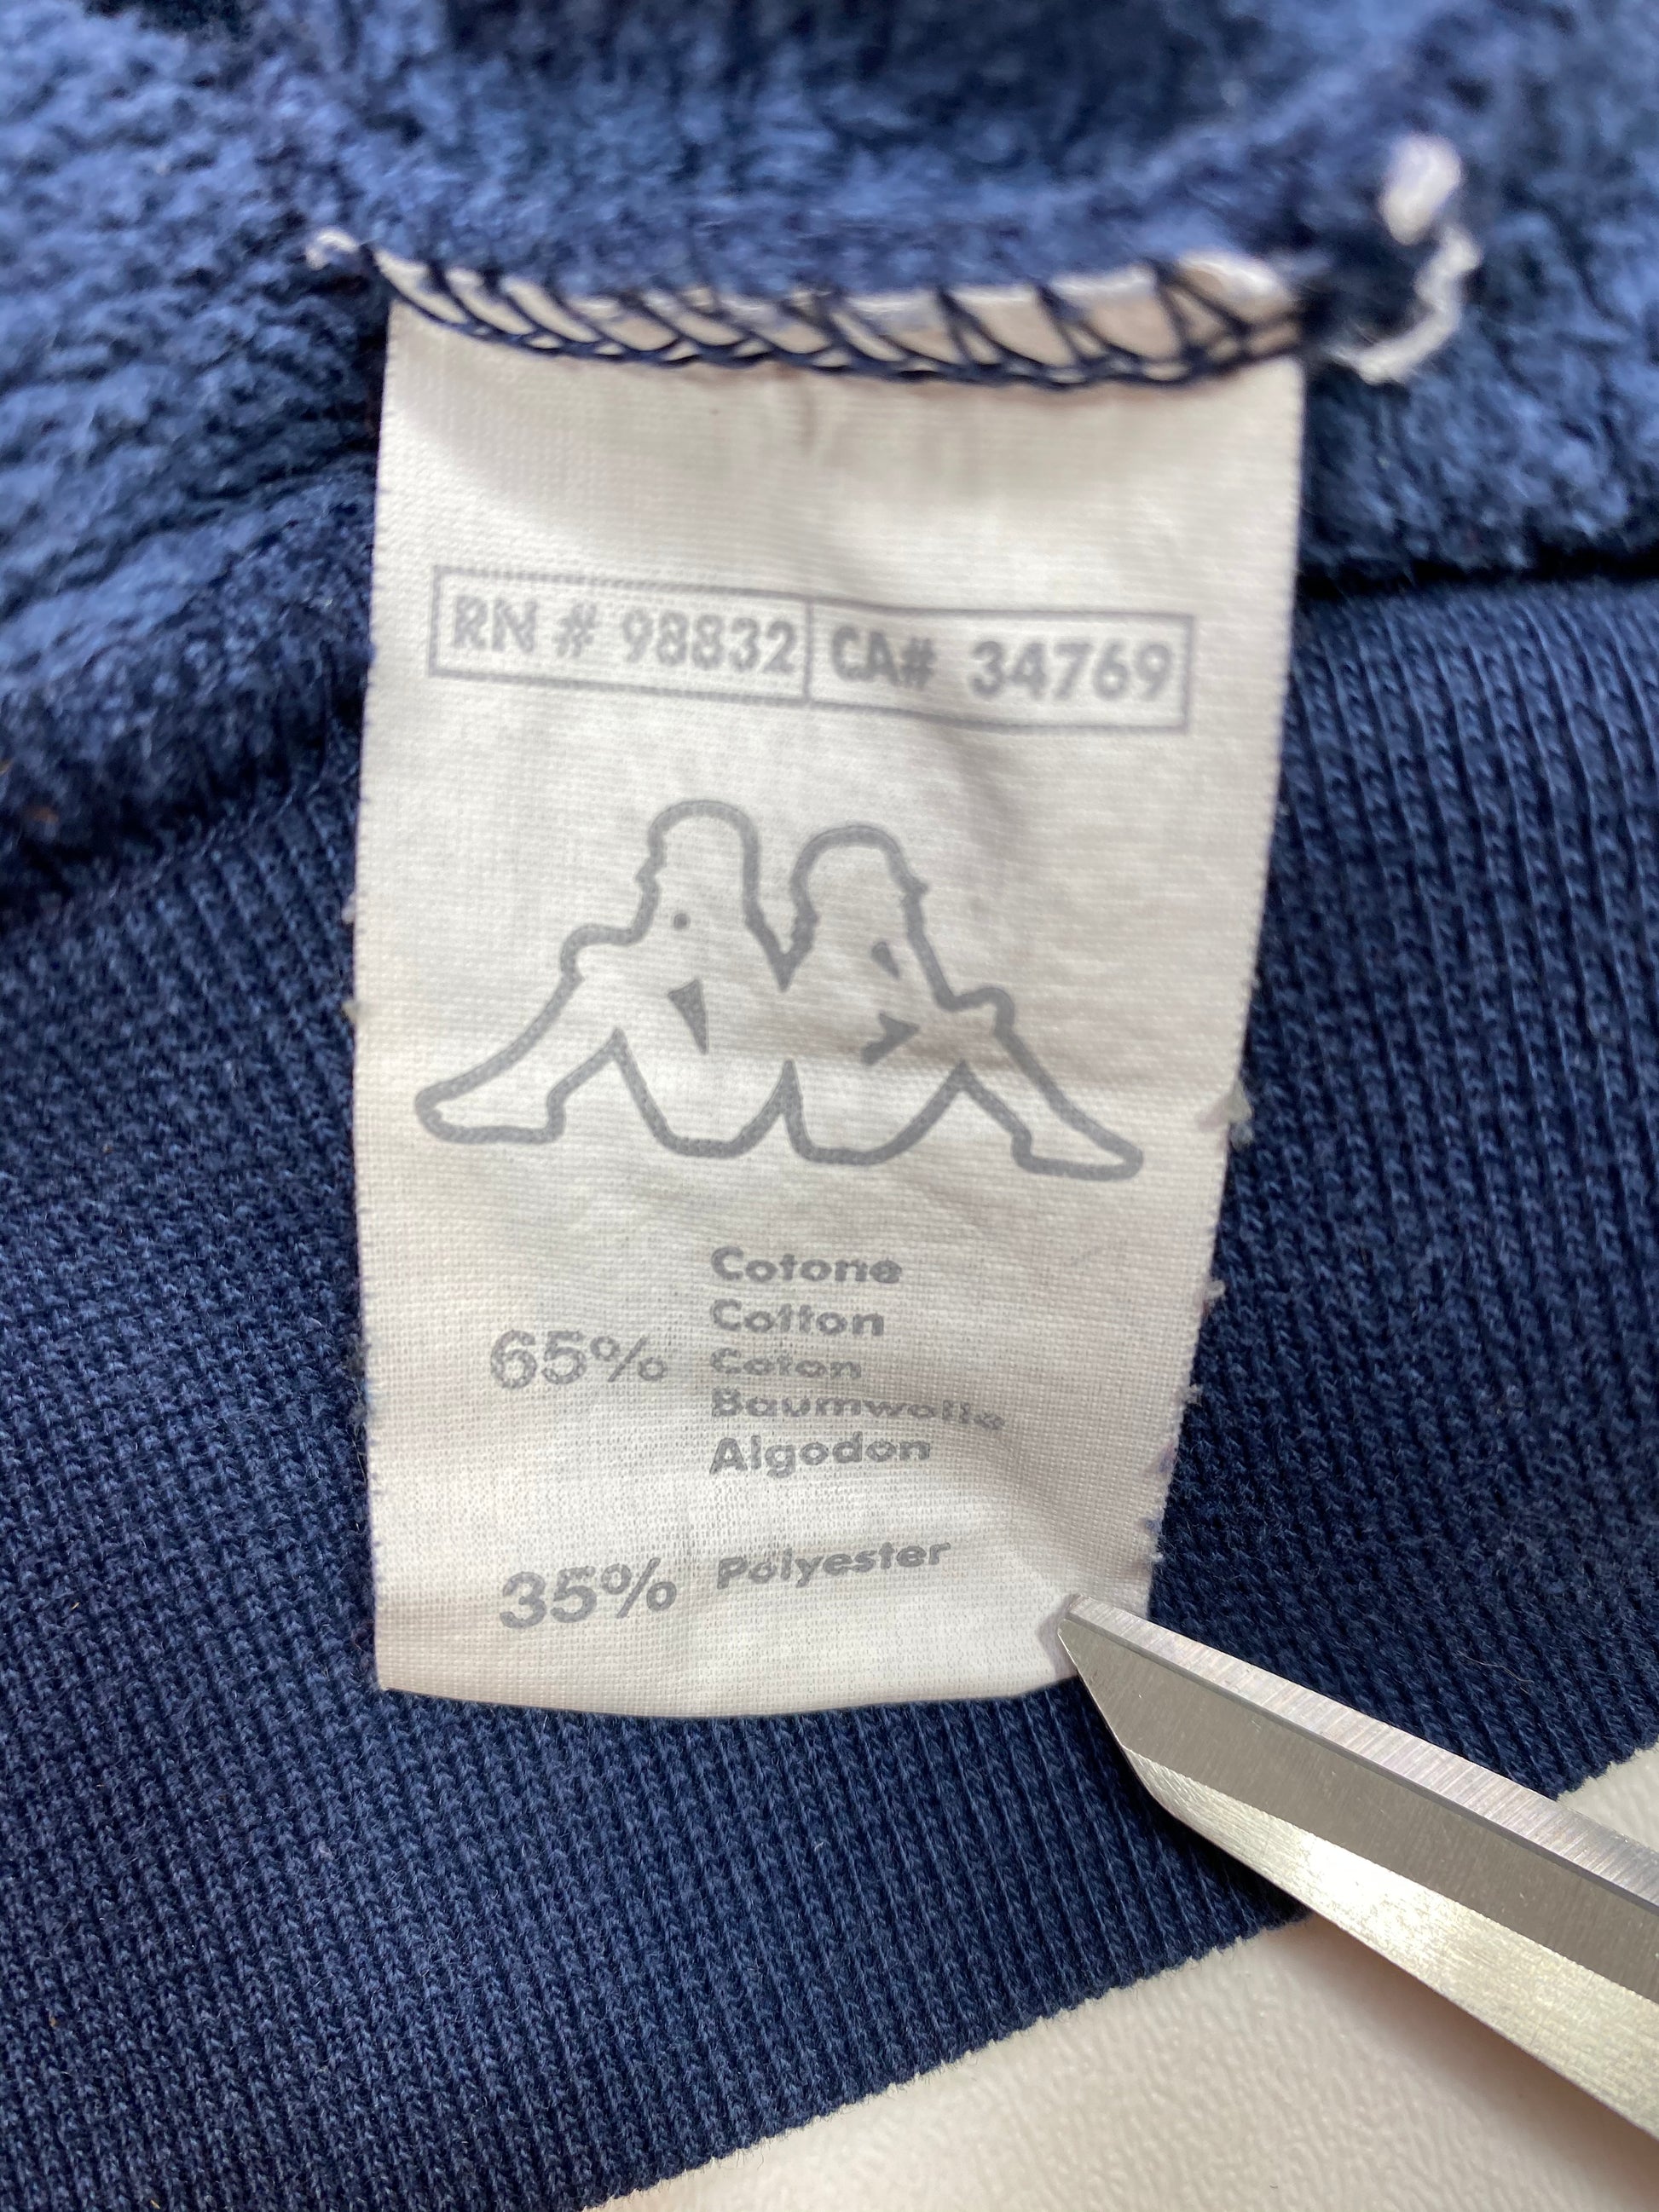 RN # 98832 CA# 34769
Cotone
Cotton
65% Coton
Baumwolle
Algodon
35% Polyester